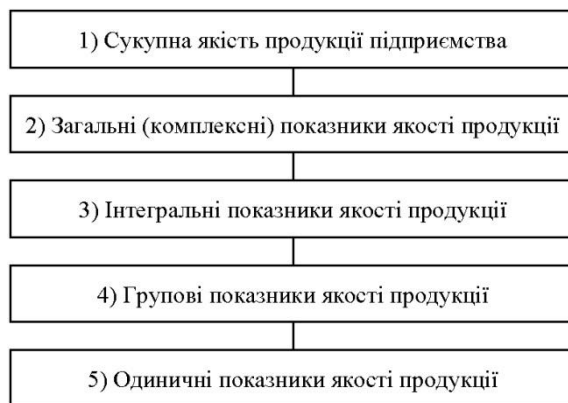 1) Сукупна якість продукції підприємства
2) Загальні (комплексні) показники якості продукції
3) Інтегральні показники якості продукції
4) Групові показники якості продукції
5) Одиничні показники якості продукції